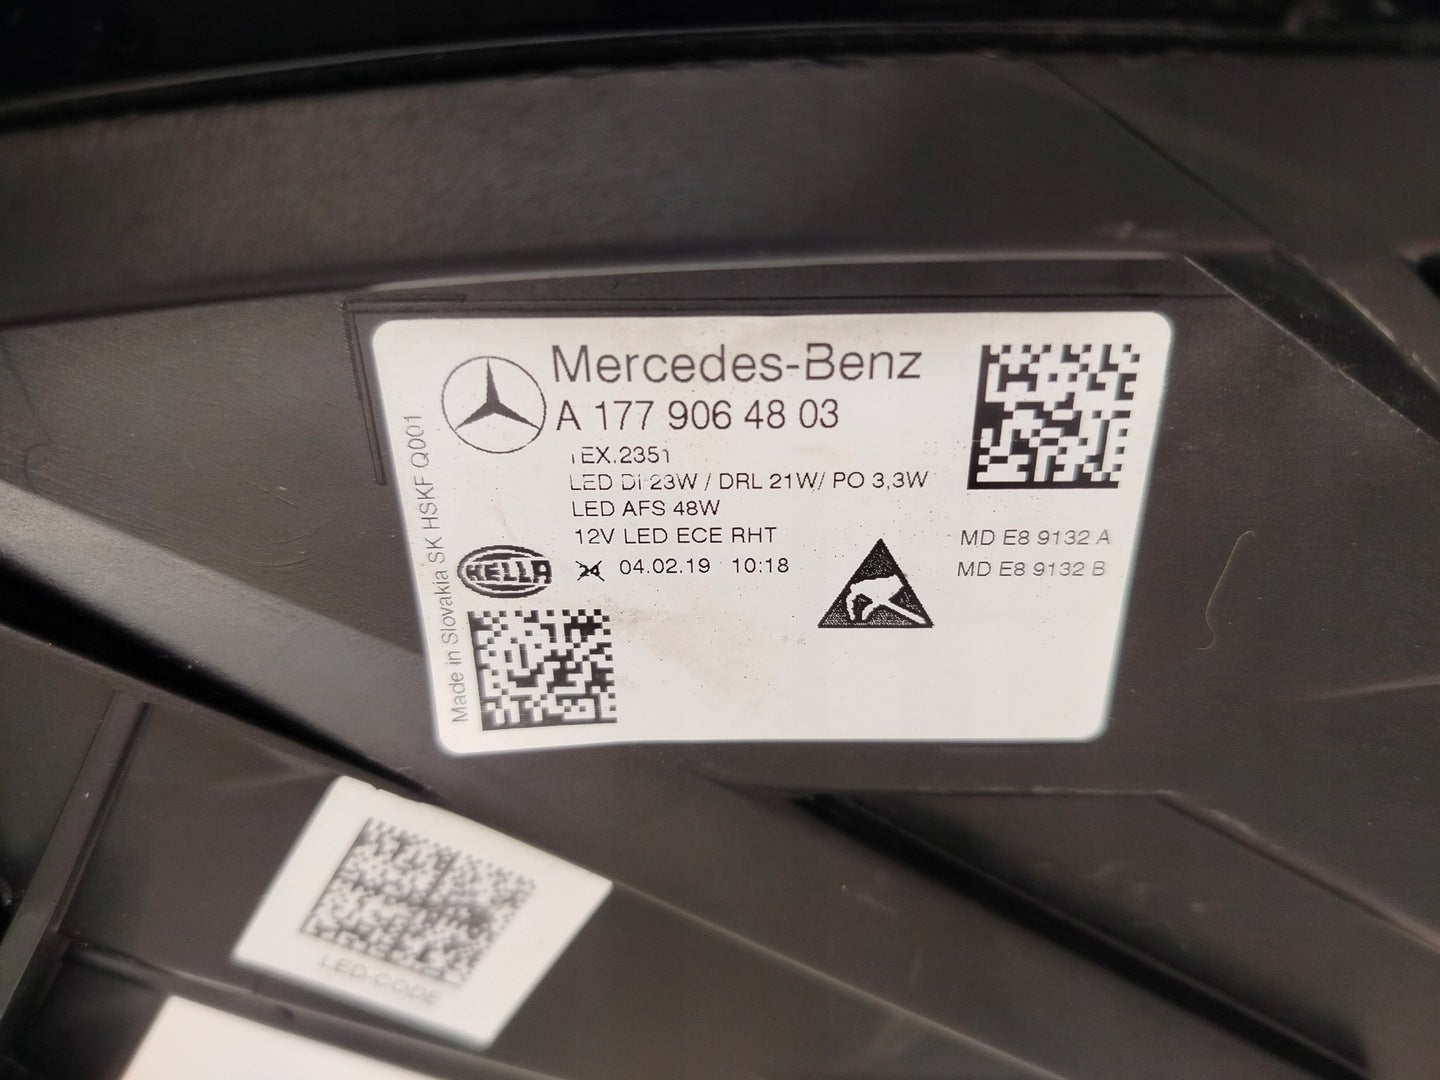 Mercedes-Benz
A 177 906 48 03
EX.2351
LED DI 23W / DRL 21W/ PO 3,3W
LED AFS 48W
12V LED ECE RHT
HELLA 24 04.02.19 10:18
MD E8 9132 A
MD E8 9132 B
Made in Slovakia SK HSKF Q001
LED-CODE